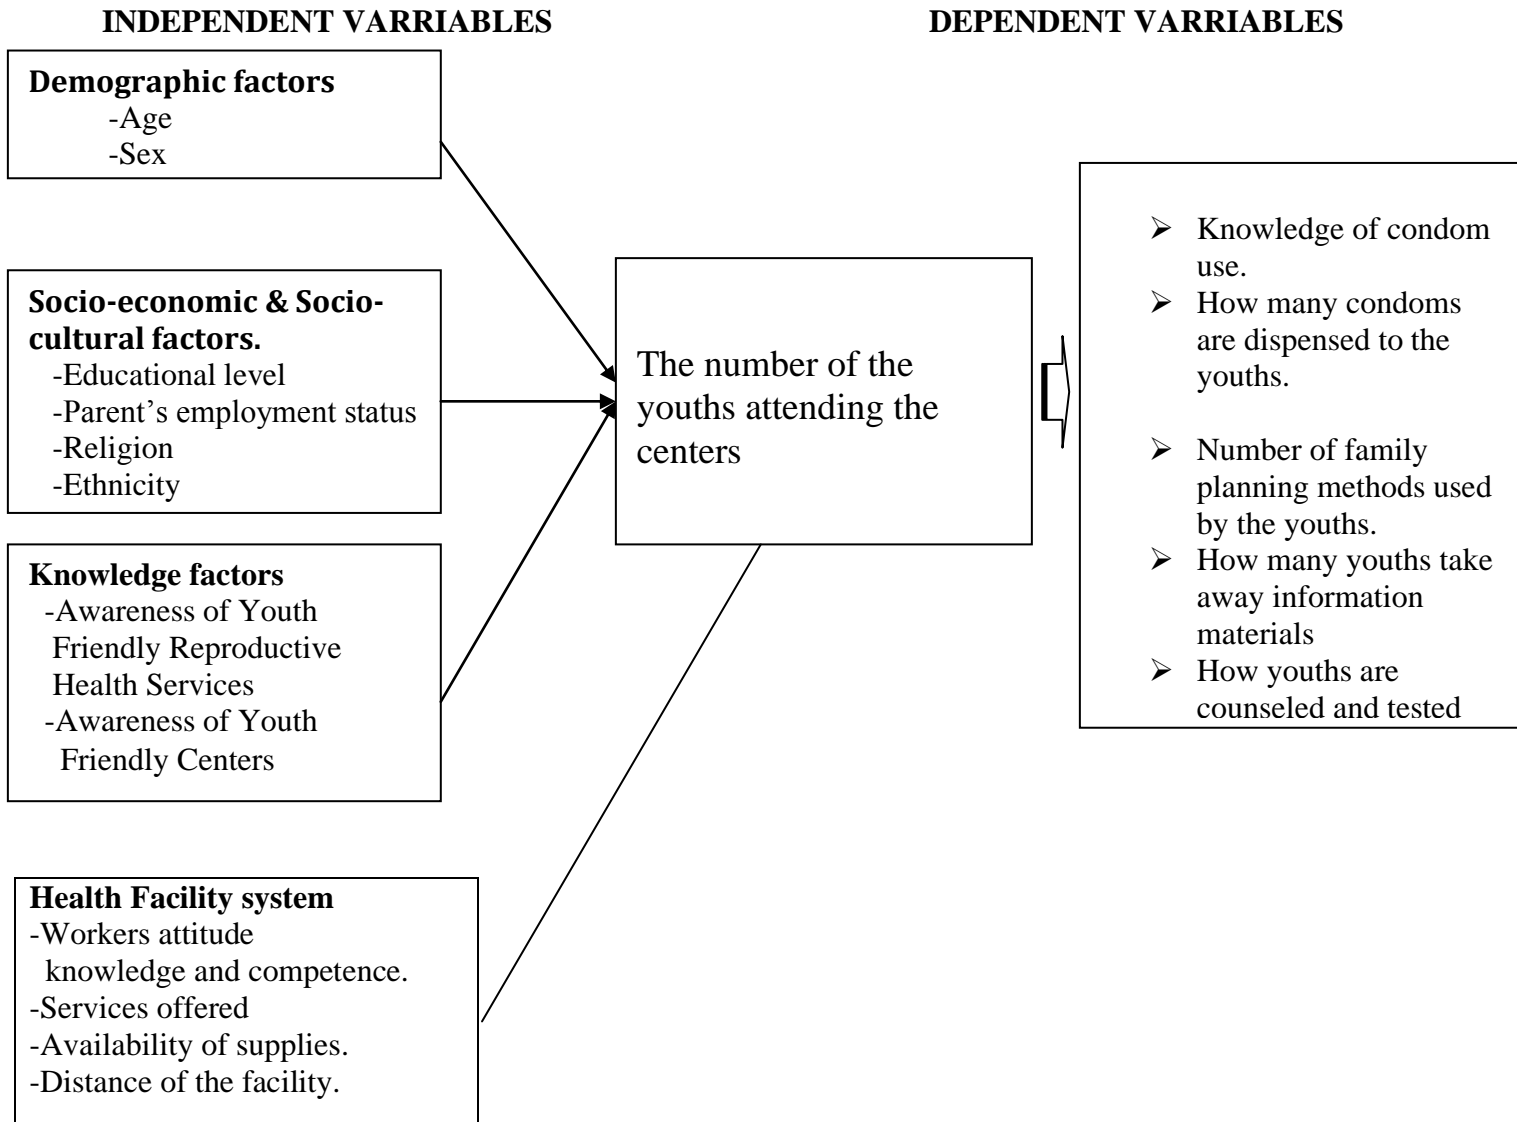 INDEPENDENT VARRIABLES
DEPENDENT VARRIABLES
Demographic factors
-Age
-Sex
Socio-economic & Socio-
cultural factors.
-Educational level
-Parent’s employment status
-Religion
-Ethnicity
Knowledge factors
-Awareness of Youth
Friendly Reproductive
Health Services
-Awareness of Youth
Friendly Centers
Health Facility system
-Workers attitude
knowledge and competence.
-Services offered
-Availability of supplies.
-Distance of the facility.
The number of the
youths attending the
centers
➢ Knowledge of condom
use.
➢ How many condoms
are dispensed to the
youths.
➢ Number of family
planning methods used
by the youths.
➢ How many youths take
away information
materials
➢ How youths are
counseled and tested